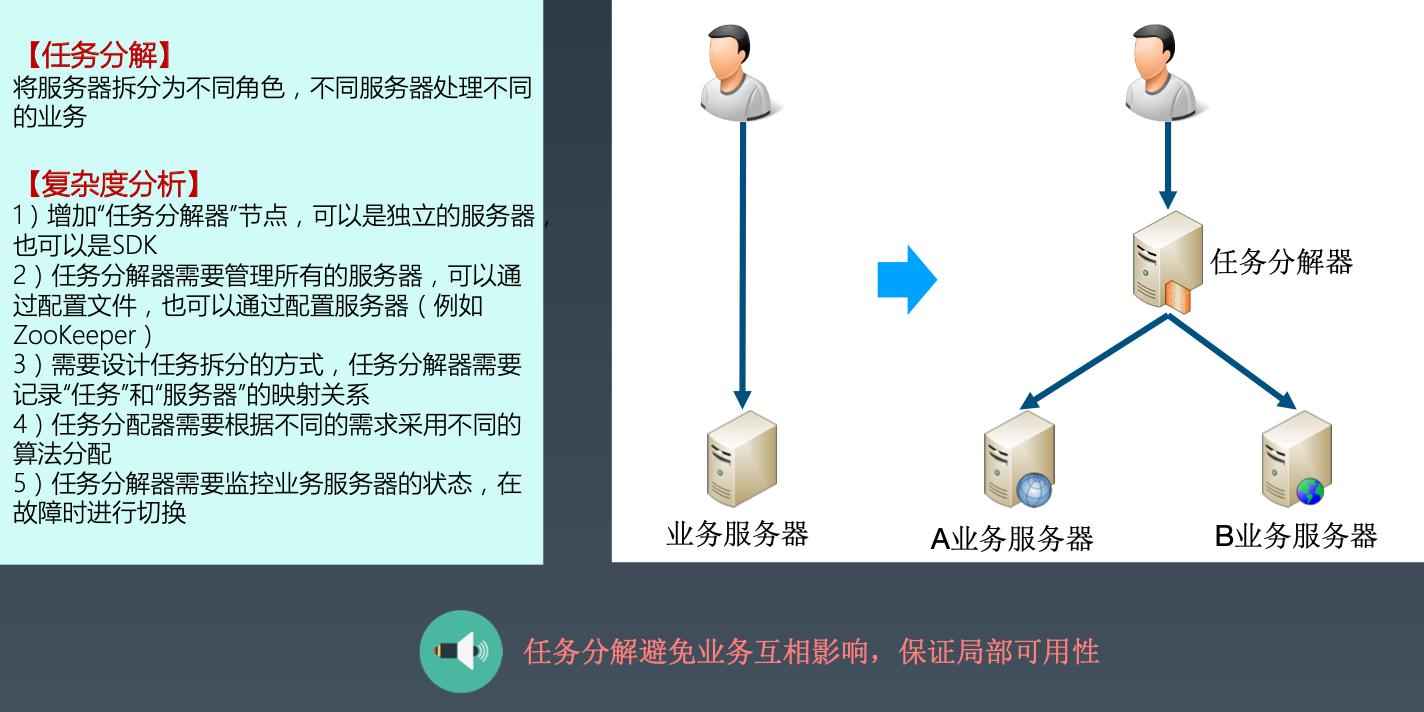 【任务分解】
将服务器拆分为不同角色，不同服务器处理不同
的业务
【复杂度分析】
1）增加“任务分解器”节点，可以是独立的服务器，
也可以是SDK
2）任务分解器需要管理所有的服务器，可以通
过配置文件，也可以通过配置服务器（例如
ZooKeeper）
3）需要设计任务拆分的方式，任务分解器需要
记录“任务”和“服务器”的映射关系
4）任务分配器需要根据不同的需求采用不同的
算法分配
5）任务分解器需要监控业务服务器的状态，在
故障时进行切换
任务分解器
业务服务器
A业务服务器
B业务服务器
任务分解避免业务互相影响，保证局部可用性